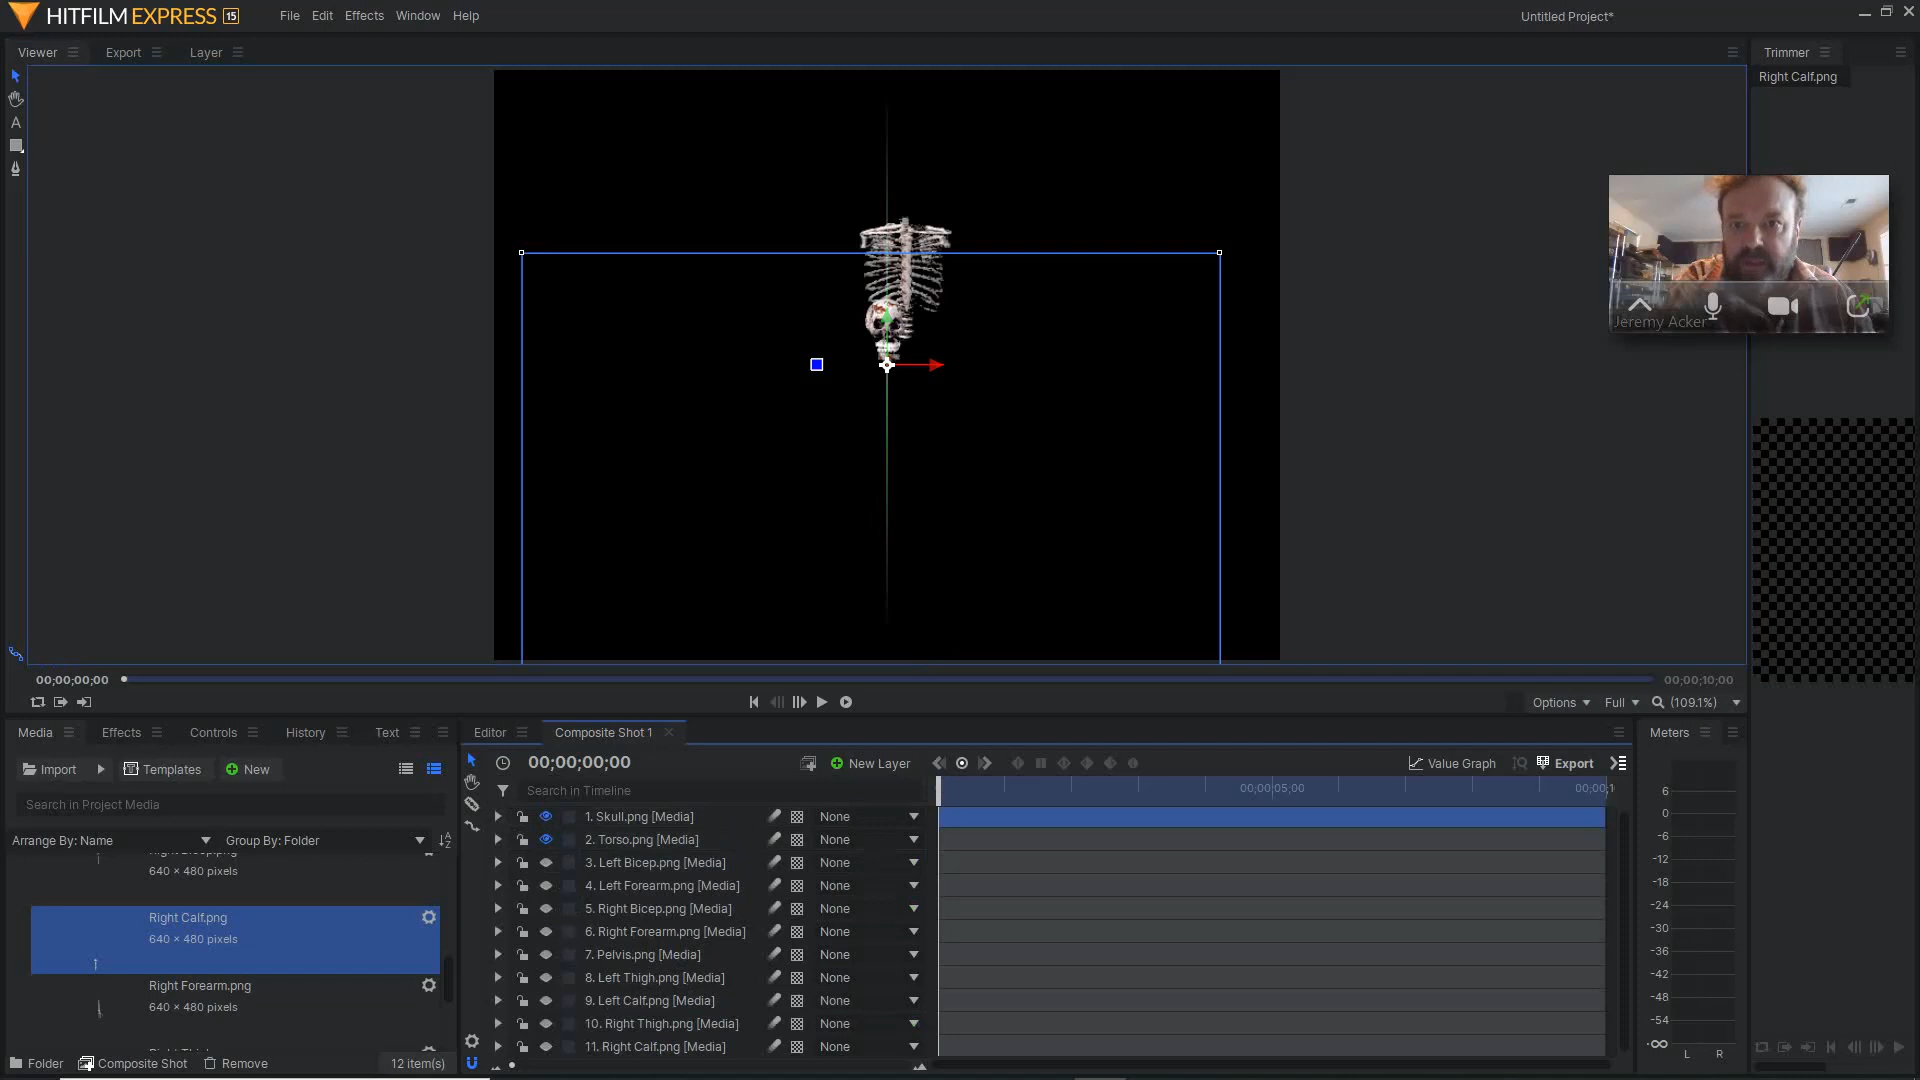 HITFILM EXPRESS 15
File Edit Effects Window Help
Untitled Project*
Viewer Export Layer
Trimmer
Right Calf.png
A
Jeremy Acker
00;00;00;00
00;00;10;00
Options Full (109.1%)
Media Effects Controls History Text
Editor Composite Shot 1
Meters
Import Templates New
00;00;00;00
New Layer
Value Graph
Export
Search in Project Media
Search in Timeline
00;00;05;00
Arrange By: Name Group By: Folder
640 × 480 pixels
Right Calf.png
640 × 480 pixels
Right Forearm.png
640 × 480 pixels
Folder Composite Shot Remove 12 item(s)
1. Skull.png [Media] None
2. Torso.png [Media] None
3. Left Bicep.png [Media] None
4. Left Forearm.png [Media] None
5. Right Bicep.png [Media] None
6. Right Forearm.png [Media] None
7. Pelvis.png [Media] None
8. Left Thigh.png [Media] None
9. Left Calf.png [Media] None
10. Right Thigh.png [Media] None
11. Right Calf.png [Media] None
6
0
-6
-12
-18
-24
-30
-36
-42
-48
-54
-∞
L R